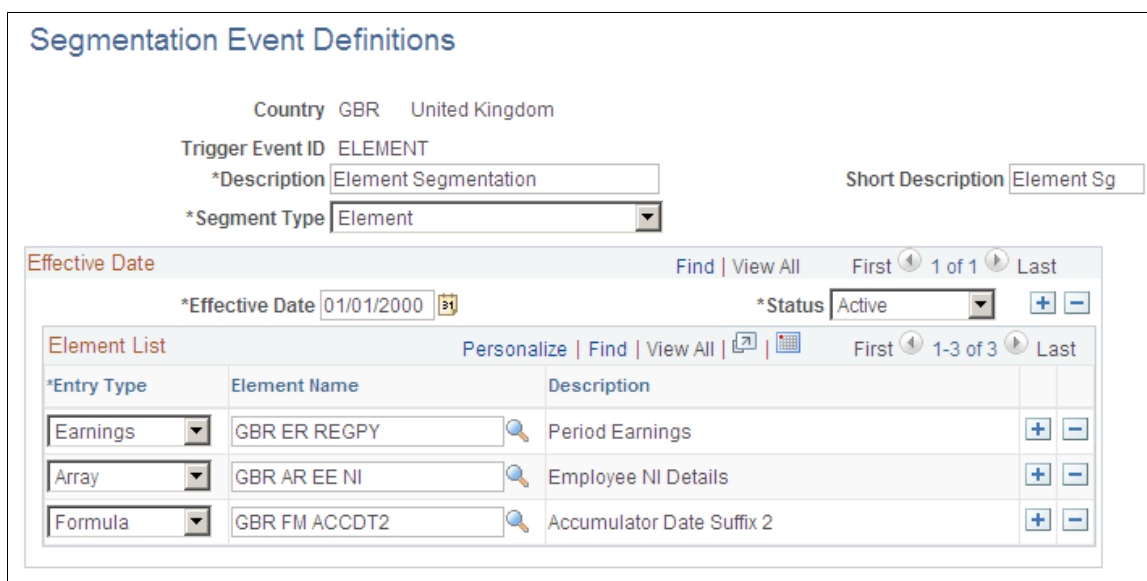 Segmentation Event Definitions
Country GBR United Kingdom
Trigger Event ID ELEMENT
*Description Element Segmentation Short Description Element Sg
*Segment Type Element
Effective Date Find | View All First 1 of 1 Last
*Effective Date 01/01/2000 31 *Status Active
Element List Personalize | Find | View All | | First 1-3 of 3 Last
*Entry Type Element Name Description
Earnings GBR ER REGPY Period Earnings
Array GBR AR EE NI Employee NI Details
Formula GBR FM ACCDT2 Accumulator Date Suffix 2